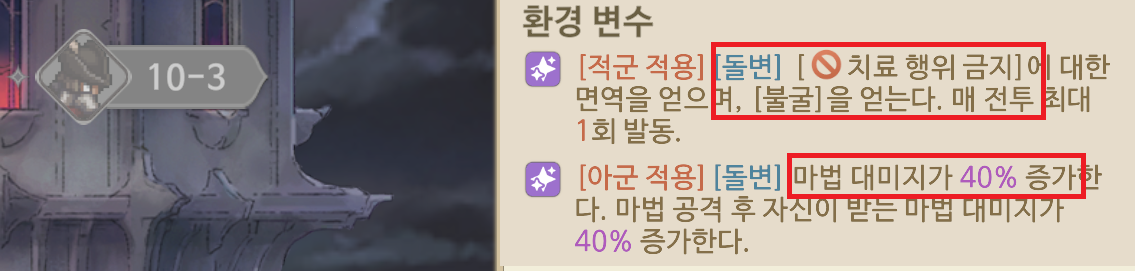 10-3
환경 변수
[적군 적용] [돌변] [🚫치료 행위 금지]에 대한
면역을 얻으며, [불굴]을 얻는다. 매 전투 최대
1회 발동.
[아군 적용] [돌변] 마법 대미지가 40% 증가한
다. 마법 공격 후 자신이 받는 마법 대미지가
40% 증가한다.